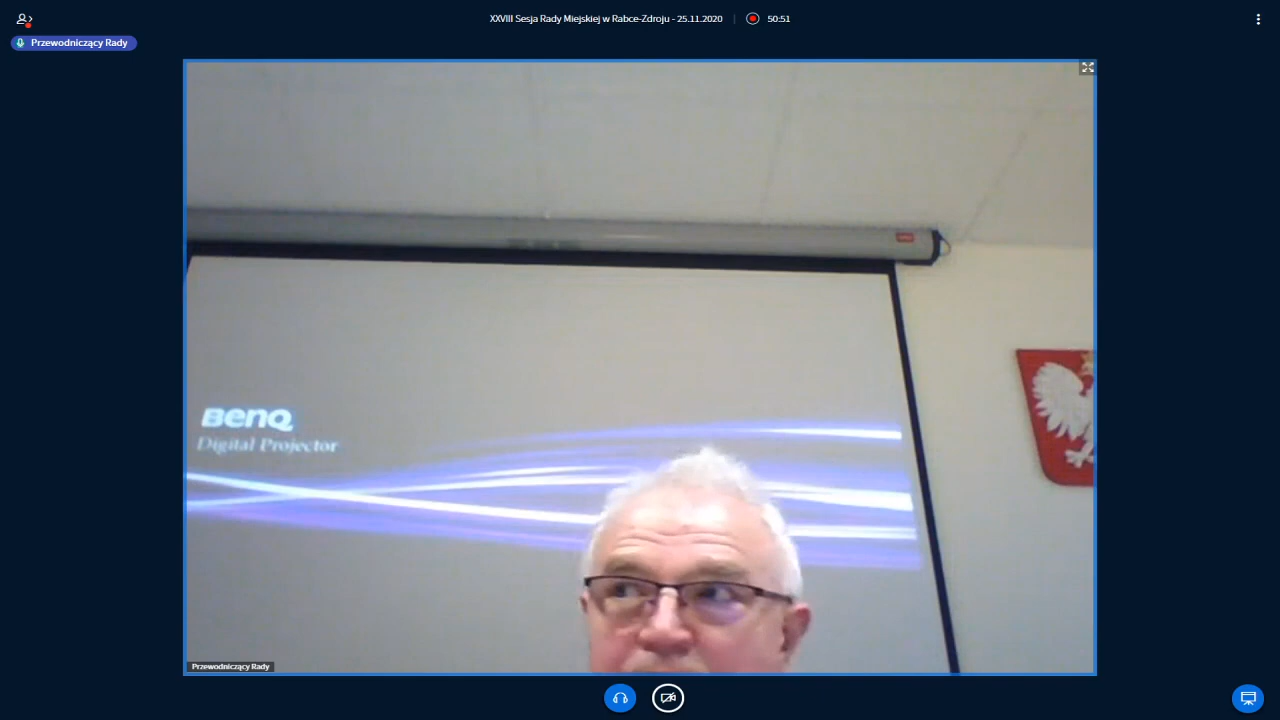 XXVIII Sesja Rady Miejskiej w Rabce-Zdroju - 25.11.2020
50:51
Przewodniczący Rady
BenQ
Digital Projector
Przewodniczący Rady